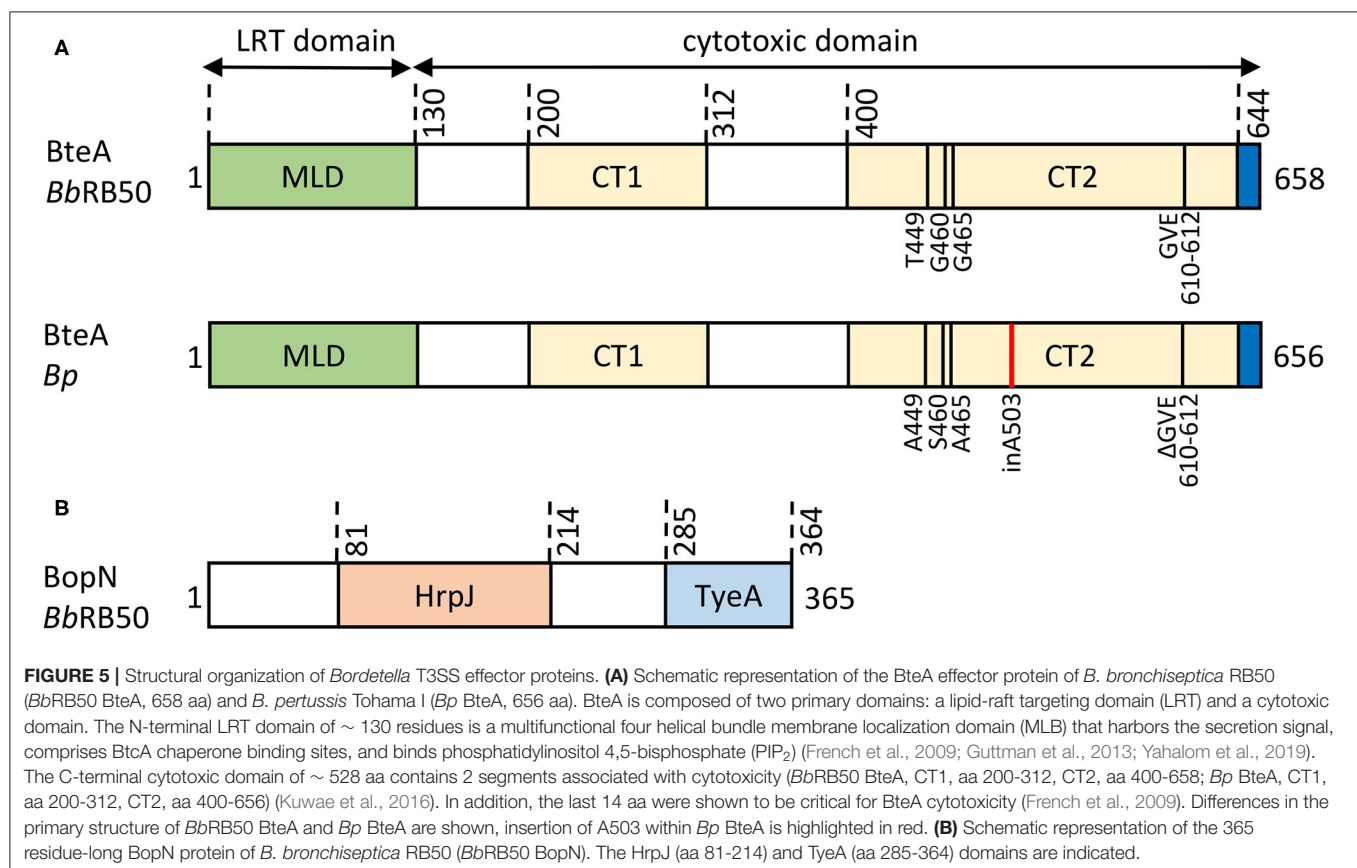 A
LRT domain
cytotoxic domain
130
200
312
400
644
BteA
BbRB50
1
MLD
CT1
CT2
658
T449
G460
G465
GVE
610-612
BteA
Bp
1
MLD
CT1
CT2
656
A449
S460
A465
inA503
ΔGVE
610-612
B
81
214
285
364
BopN
BbRB50
1
HrpJ
TyeA
365
FIGURE 5 | Structural organization of Bordetella T3SS effector proteins. (A) Schematic representation of the BteA effector protein of B. bronchiseptica RB50
(BbRB50 BteA, 658 aa) and B. pertussis Tohama I (Bp BteA, 656 aa). BteA is composed of two primary domains: a lipid-raft targeting domain (LRT) and a cytotoxic
domain. The N-terminal LRT domain of ~ 130 residues is a multifunctional four helical bundle membrane localization domain (MLB) that harbors the secretion signal,
comprises BtcA chaperone binding sites, and binds phosphatidylinositol 4,5-bisphosphate (PIP2) (French et al., 2009; Guttman et al., 2013; Yahalom et al., 2019).
The C-terminal cytotoxic domain of ~ 528 aa contains 2 segments associated with cytotoxicity (BbRB50 BteA, CT1, aa 200-312, CT2, aa 400-658; Bp BteA, CT1,
aa 200-312, CT2, aa 400-656) (Kuwae et al., 2016). In addition, the last 14 aa were shown to be critical for BteA cytotoxicity (French et al., 2009). Differences in the
primary structure of BbRB50 BteA and Bp BteA are shown, insertion of A503 within Bp BteA is highlighted in red. (B) Schematic representation of the 365
residue-long BopN protein of B. bronchiseptica RB50 (BbRB50 BopN). The HrpJ (aa 81-214) and TyeA (aa 285-364) domains are indicated.